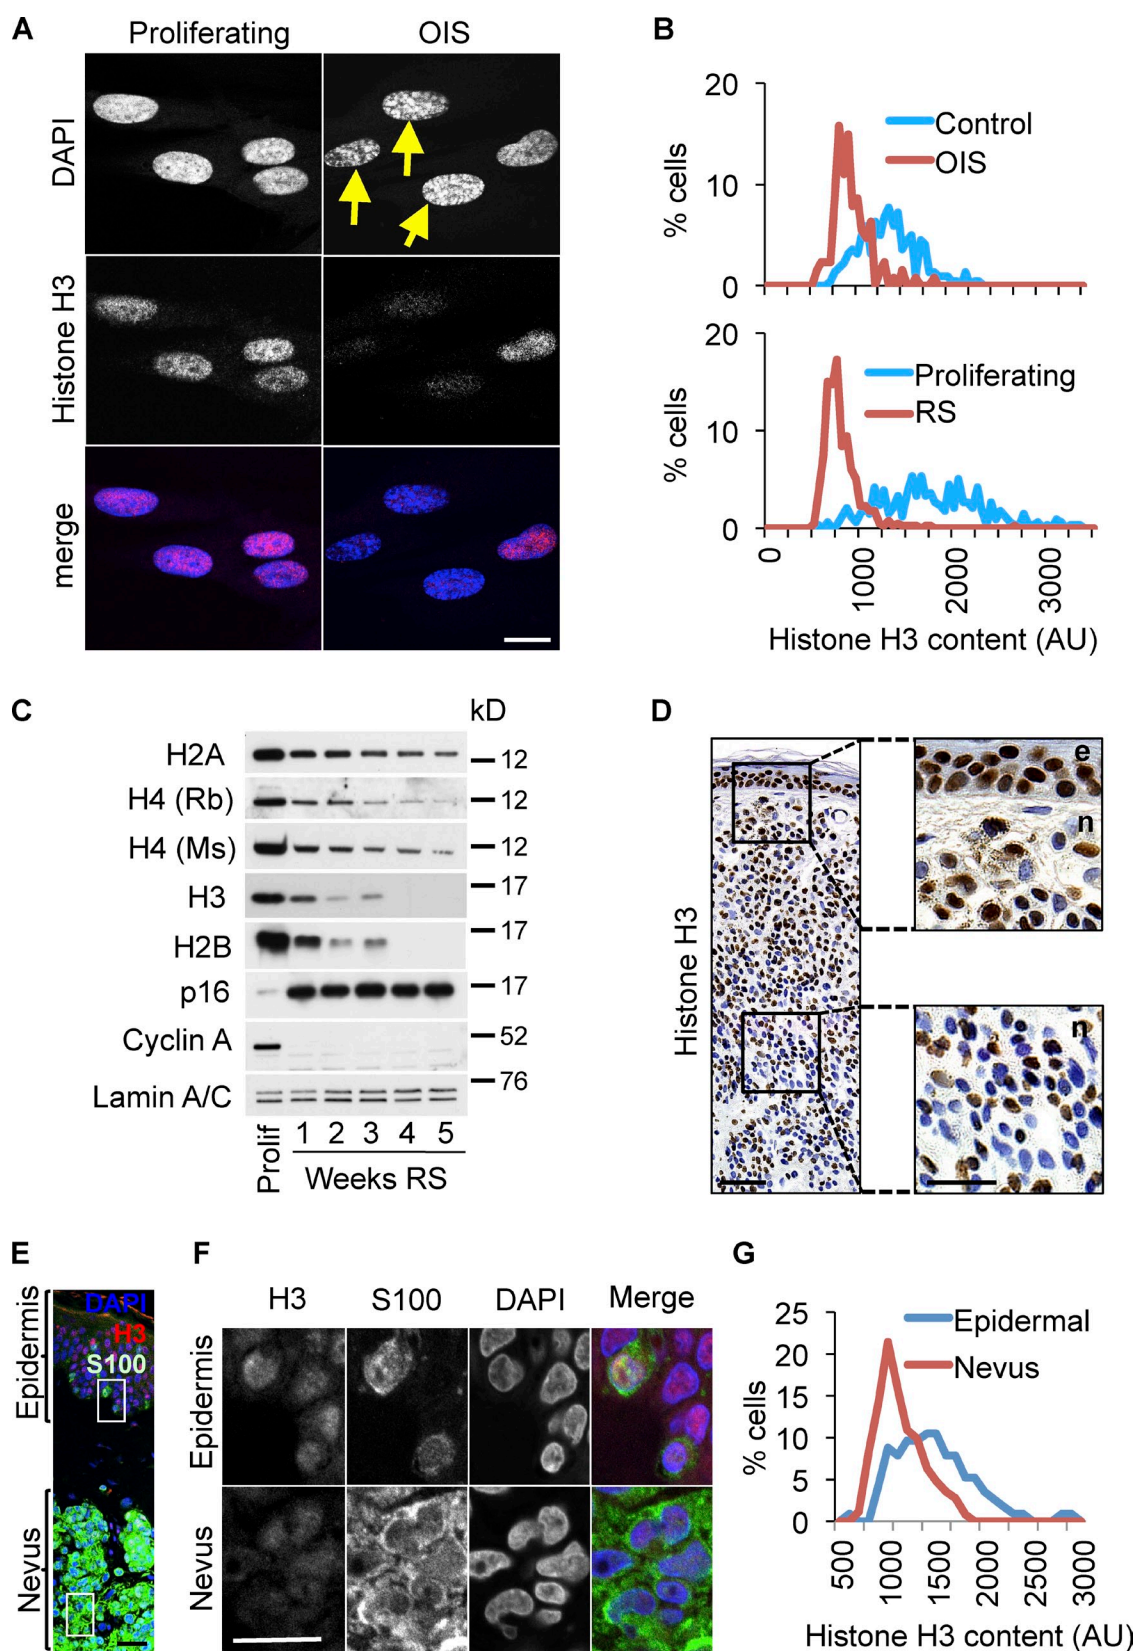 A
Proliferating
OIS
DAPI
Histone H3
merge
B
20
10
0
% cells
Control
OIS
20
10
0
% cells
Proliferating
RS
0
1000
2000
3000
Histone H3 content (AU)
C
kD
H2A
12
H4 (Rb)
12
H4 (Ms)
12
H3
17
H2B
17
p16
17
Cyclin A
52
Lamin A/C
76
Prolif
1 2 3 4 5
Weeks RS
D
Histone H3
e
n
n
E
Epidermis
Nevus
DAPI
H3
S100
F
H3
S100
DAPI
Merge
Epidermis
Nevus
G
25
20
15
10
5
0
% cells
Epidermal
Nevus
500
1000
1500
2000
2500
3000
Histone H3 content (AU)